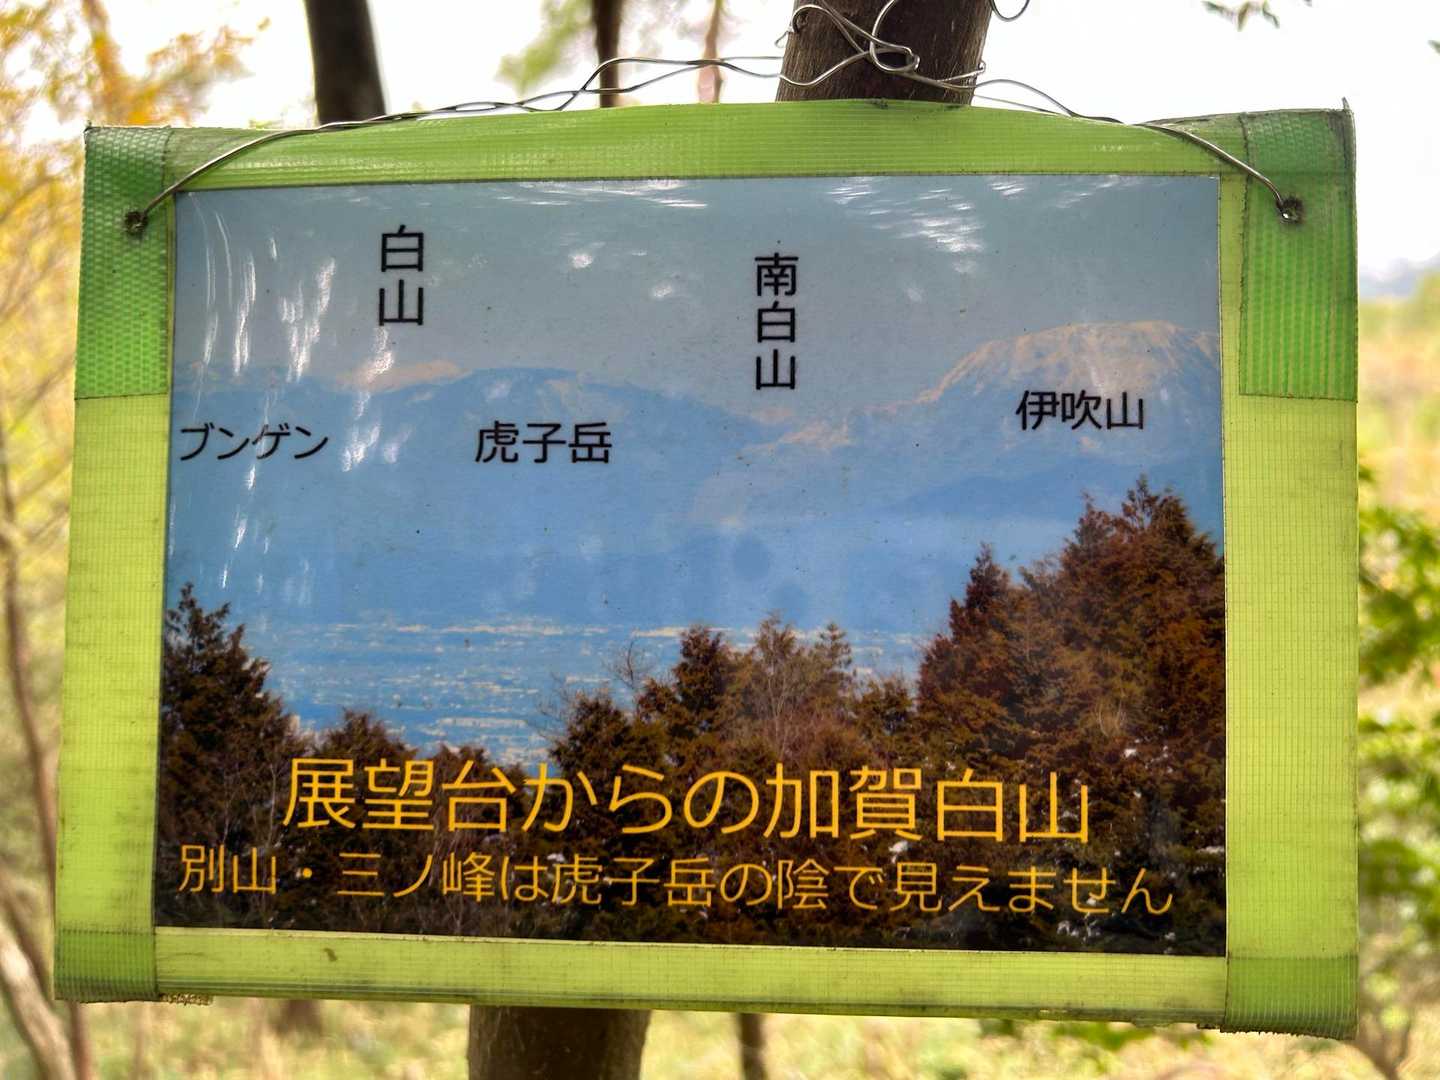 白山
南白山
ブンゲン
虎子岳
伊吹山
展望台からの加賀白山
別山・三ノ峰は虎子岳の陰で見えません